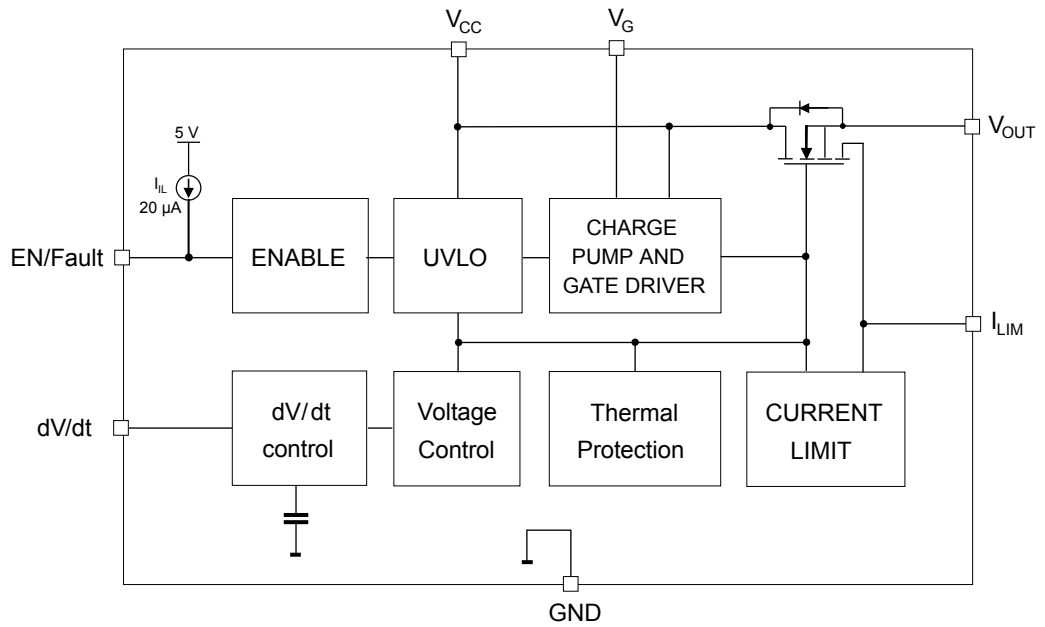 VCC
VG
5 V
IIL
20 µA
VOUT
EN/Fault
ENABLE
UVLO
CHARGE
PUMP AND
GATE DRIVER
ILIM
dV/dt
dV/dt
control
Voltage
Control
Thermal
Protection
CURRENT
LIMIT
GND